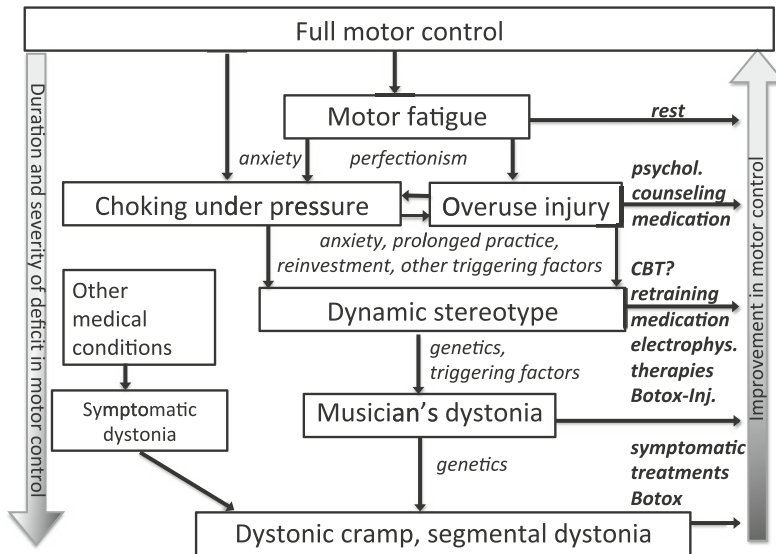 Full motor control
Motor fatigue
rest
anxiety
perfectionism
psychol.
counseling
medication
Choking under pressure
Overuse injury
anxiety, prolonged practice,
reinvestment, other triggering factors
CBT?
retraining
medication
electrophys.
therapies
Botox-Inj.
Other
medical
conditions
Dynamic stereotype
genetics,
triggering factors
Symptomatic
dystonia
Musician's dystonia
genetics
symptomatic
treatments
Botox
Dystonic cramp, segmental dystonia
Duration and severity of deficit in motor control
Improvement in motor control